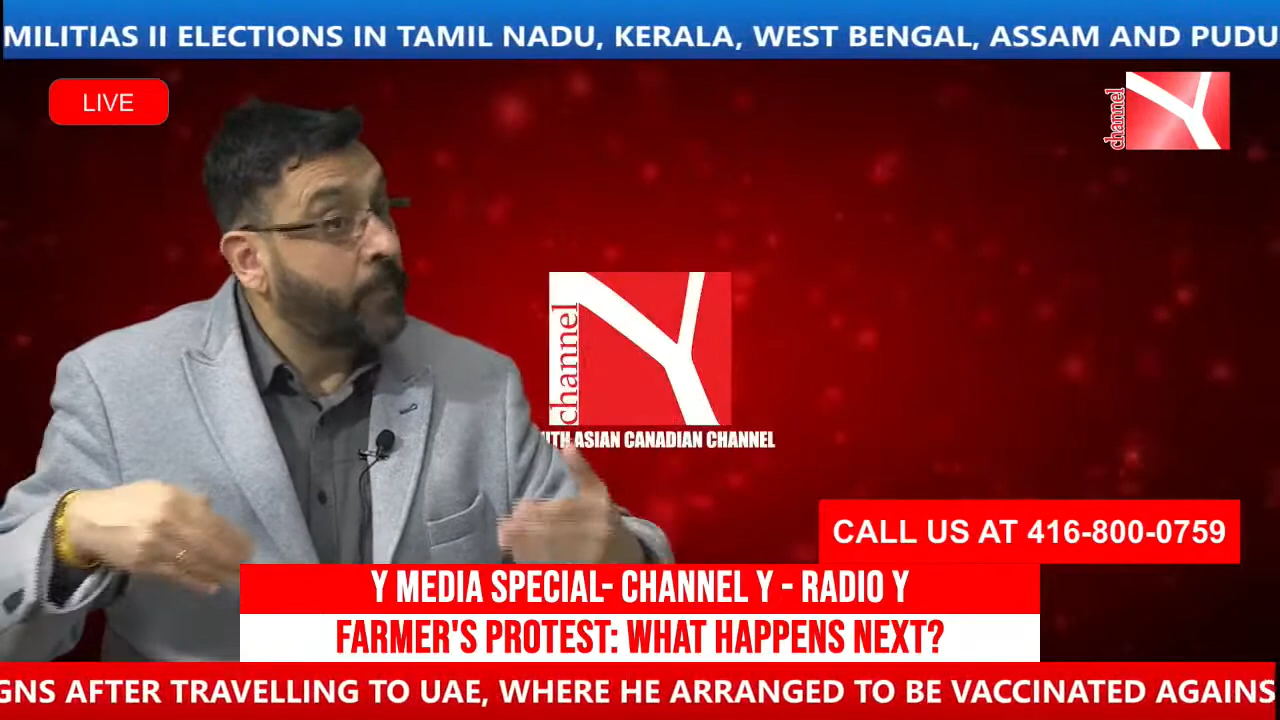 MILITIAS II ELECTIONS IN TAMIL NADU, KERALA, WEST BENGAL, ASSAM AND PUDU
LIVE
channel Y
channel Y
UTH ASIAN CANADIAN CHANNEL
CALL US AT 416-800-0759
Y MEDIA SPECIAL- CHANNEL Y - RADIO Y
FARMER'S PROTEST: WHAT HAPPENS NEXT?
GNS AFTER TRAVELLING TO UAE, WHERE HE ARRANGED TO BE VACCINATED AGAINS